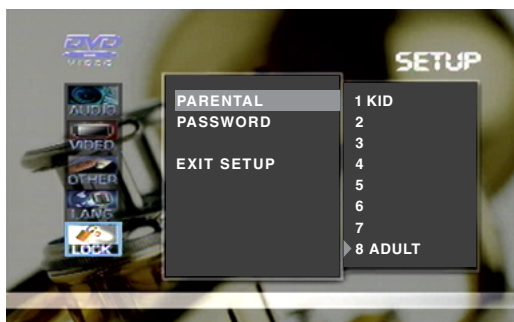 DVD
VIDEO
SETUP
AUDIO
VIDEO
OTHER
LANG
LOCK
PARENTAL
PASSWORD
EXIT SETUP
1 KID
2
3
4
5
6
7
8 ADULT